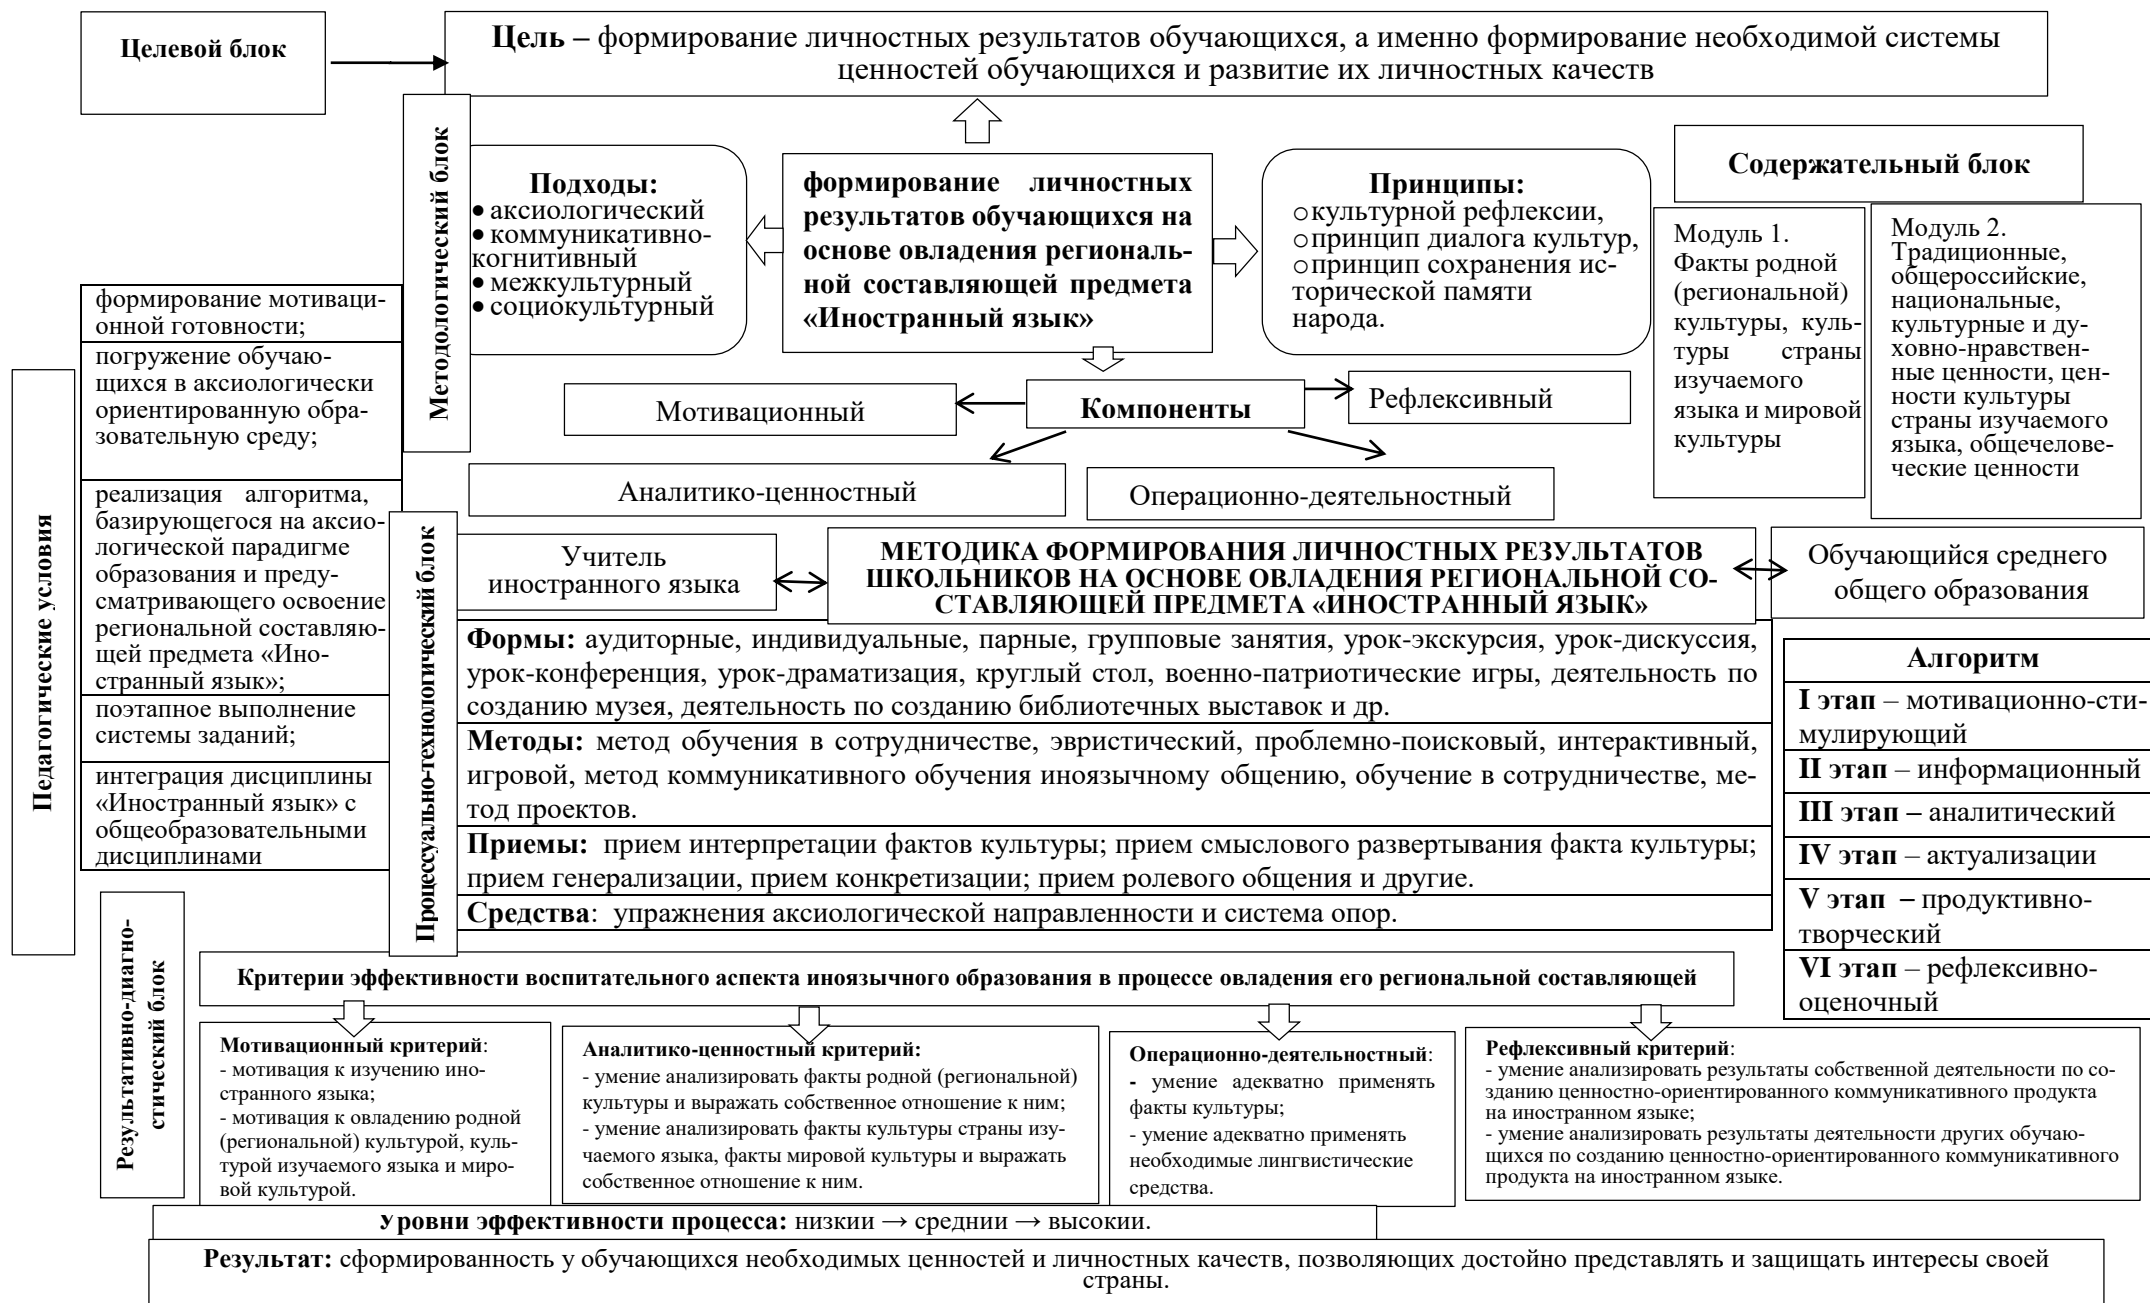 Целевой блок
Цель – формирование личностных результатов обучающихся, а именно формирование необходимой системы
ценностей обучающихся и развитие их личностных качеств
Методологический блок
Подходы:
• аксиологический
• коммуникативно-
когнитивный
• межкультурный
• социокультурный
формирование личностных
результатов обучающихся на
основе овладения региональ-
ной составляющей предмета
«Иностранный язык»
Принципы:
○ культурной рефлексии,
○ принцип диалога культур,
○ принцип сохранения ис-
торической памяти
народа.
Содержательный блок
Модуль 1.
Факты родной
(региональной)
культуры, куль-
туры страны
изучаемого
языка и мировой
культуры
Модуль 2.
Традиционные,
общероссийские,
национальные,
культурные и ду-
ховно-нравствен-
ные ценности, цен-
ности культуры
страны изучаемого
языка, общечелове-
ческие ценности
Компоненты
Мотивационный
Рефлексивный
Аналитико-ценностный
Операционно-деятельностный
Педагогические условия
формирование мотиваци-
онной готовности;
погружение обучаю-
щихся в аксиологически
ориентированную обра-
зовательную среду;
реализация алгоритма,
базирующегося на аксио-
логической парадигме
образования и преду-
сматривающего освоение
региональной составляю-
щей предмета «Ино-
странный язык»;
поэтапное выполнение
системы заданий;
интеграция дисциплины
«Иностранный язык» с
общеобразовательными
дисциплинами
Процессуально-технологический блок
Учитель
иностранного языка
МЕТОДИКА ФОРМИРОВАНИЯ ЛИЧНОСТНЫХ РЕЗУЛЬТАТОВ
ШКОЛЬНИКОВ НА ОСНОВЕ ОВЛАДЕНИЯ РЕГИОНАЛЬНОЙ СО-
СТАВЛЯЮЩЕЙ ПРЕДМЕТА «ИНОСТРАННЫЙ ЯЗЫК»
Обучающийся среднего
общего образования
Формы: аудиторные, индивидуальные, парные, групповые занятия, урок-экскурсия, урок-дискуссия,
урок-конференция, урок-драматизация, круглый стол, военно-патриотические игры, деятельность по
созданию музея, деятельность по созданию библиотечных выставок и др.
Методы: метод обучения в сотрудничестве, эвристический, проблемно-поисковый, интерактивный,
игровой, метод коммуникативного обучения иноязычному общению, обучение в сотрудничестве, ме-
тод проектов.
Приемы: прием интерпретации фактов культуры; прием смыслового развертывания факта культуры;
прием генерализации, прием конкретизации; прием ролевого общения и другие.
Средства: упражнения аксиологической направленности и система опор.
Алгоритм
I этап – мотивационно-сти-
мулирующий
II этап – информационный
III этап – аналитический
IV этап – актуализации
V этап – продуктивно-
творческий
VI этап – рефлексивно-
оценочный
Результативно-диагно-
стический блок
Критерии эффективности воспитательного аспекта иноязычного образования в процессе овладения его региональной составляющей
Мотивационный критерий:
- мотивация к изучению ино-
странного языка;
- мотивация к овладению родной
(региональной) культурой, куль-
турой изучаемого языка и миро-
вой культурой.
Аналитико-ценностный критерий:
- умение анализировать факты родной (региональной)
культуры и выражать собственное отношение к ним;
- умение анализировать факты культуры страны изу-
чаемого языка, факты мировой культуры и выражать
собственное отношение к ним.
Операционно-деятельностный:
- умение адекватно применять
факты культуры;
- умение адекватно применять
необходимые лингвистические
средства.
Рефлексивный критерий:
- умение анализировать результаты собственной деятельности по со-
зданию ценностно-ориентированного коммуникативного продукта
на иностранном языке;
- умение анализировать результаты деятельности других обучаю-
щихся по созданию ценностно-ориентированного коммуникативного
продукта на иностранном языке.
Уровни эффективности процесса: низкий → средний → высокий.
Результат: сформированность у обучающихся необходимых ценностей и личностных качеств, позволяющих достойно представлять и защищать интересы своей
страны.